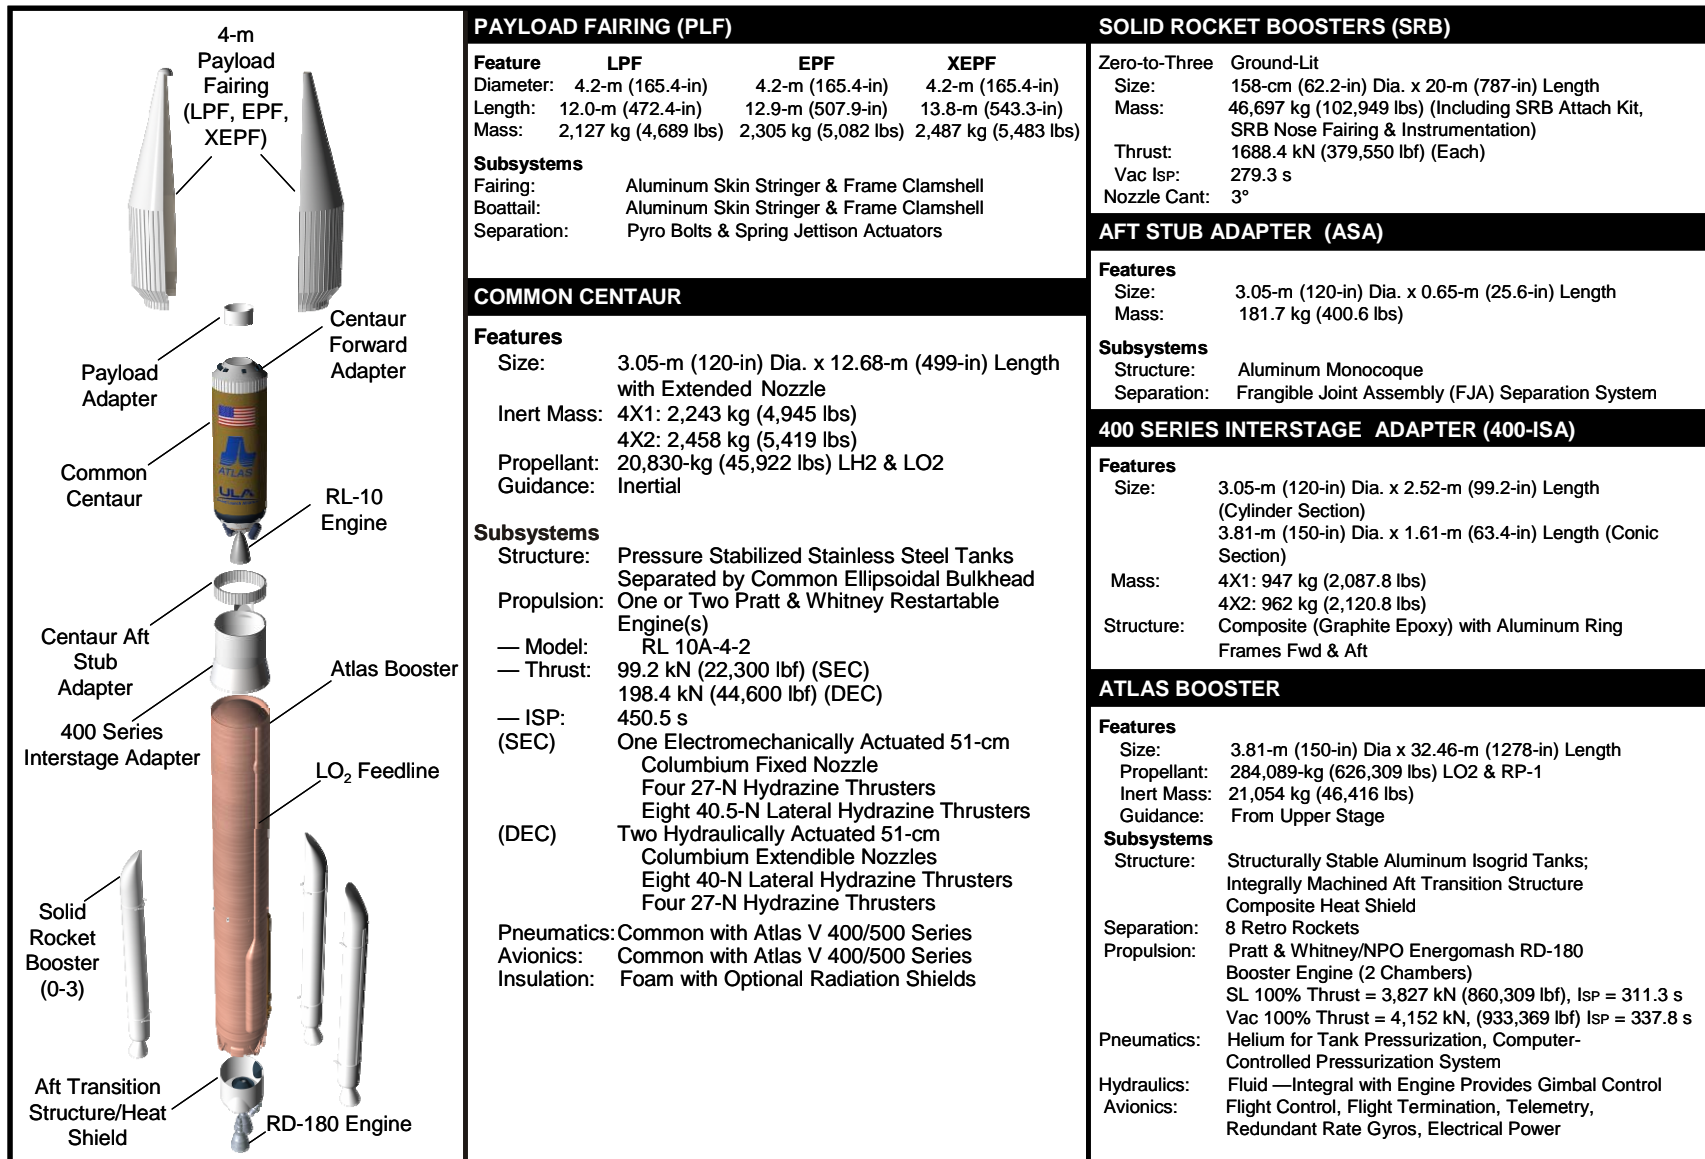 4-m
Payload
Fairing
(LPF, EPF,
XEPF)
Payload
Adapter
Centaur
Forward
Adapter
ATLAS
ULA
Common
Centaur
RL-10
Engine
Centaur Aft
Stub
Adapter
Atlas Booster
400 Series
Interstage Adapter
LO2 Feedline
Solid
Rocket
Booster
(0-3)
Aft Transition
Structure/Heat
Shield
RD-180 Engine
PAYLOAD FAIRING (PLF)
Feature LPF EPF XEPF
Diameter: 4.2-m (165.4-in) 4.2-m (165.4-in) 4.2-m (165.4-in)
Length: 12.0-m (472.4-in) 12.9-m (507.9-in) 13.8-m (543.3-in)
Mass: 2,127 kg (4,689 lbs) 2,305 kg (5,082 lbs) 2,487 kg (5,483 lbs)
Subsystems
Fairing: Aluminum Skin Stringer & Frame Clamshell
Boattail: Aluminum Skin Stringer & Frame Clamshell
Separation: Pyro Bolts & Spring Jettison Actuators
COMMON CENTAUR
Features
Size: 3.05-m (120-in) Dia. x 12.68-m (499-in) Length
with Extended Nozzle
Inert Mass: 4X1: 2,243 kg (4,945 lbs)
4X2: 2,458 kg (5,419 lbs)
Propellant: 20,830-kg (45,922 lbs) LH2 & LO2
Guidance: Inertial
Subsystems
Structure: Pressure Stabilized Stainless Steel Tanks
Separated by Common Ellipsoidal Bulkhead
Propulsion: One or Two Pratt & Whitney Restartable
Engine(s)
— Model: RL 10A-4-2
— Thrust: 99.2 kN (22,300 lbf) (SEC)
198.4 kN (44,600 lbf) (DEC)
— ISP: 450.5 s
(SEC) One Electromechanically Actuated 51-cm
Columbium Fixed Nozzle
Four 27-N Hydrazine Thrusters
Eight 40.5-N Lateral Hydrazine Thrusters
(DEC) Two Hydraulically Actuated 51-cm
Columbium Extendible Nozzles
Eight 40-N Lateral Hydrazine Thrusters
Four 27-N Hydrazine Thrusters
Pneumatics: Common with Atlas V 400/500 Series
Avionics: Common with Atlas V 400/500 Series
Insulation: Foam with Optional Radiation Shields
SOLID ROCKET BOOSTERS (SRB)
Zero-to-Three Ground-Lit
Size: 158-cm (62.2-in) Dia. x 20-m (787-in) Length
Mass: 46,697 kg (102,949 lbs) (Including SRB Attach Kit,
SRB Nose Fairing & Instrumentation)
Thrust: 1688.4 kN (379,550 lbf) (Each)
Vac ISP: 279.3 s
Nozzle Cant: 3°
AFT STUB ADAPTER (ASA)
Features
Size: 3.05-m (120-in) Dia. x 0.65-m (25.6-in) Length
Mass: 181.7 kg (400.6 lbs)
Subsystems
Structure: Aluminum Monocoque
Separation: Frangible Joint Assembly (FJA) Separation System
400 SERIES INTERSTAGE ADAPTER (400-ISA)
Features
Size: 3.05-m (120-in) Dia. x 2.52-m (99.2-in) Length
(Cylinder Section)
3.81-m (150-in) Dia. x 1.61-m (63.4-in) Length (Conic
Section)
Mass: 4X1: 947 kg (2,087.8 lbs)
4X2: 962 kg (2,120.8 lbs)
Structure: Composite (Graphite Epoxy) with Aluminum Ring
Frames Fwd & Aft
ATLAS BOOSTER
Features
Size: 3.81-m (150-in) Dia x 32.46-m (1278-in) Length
Propellant: 284,089-kg (626,309 lbs) LO2 & RP-1
Inert Mass: 21,054 kg (46,416 lbs)
Guidance: From Upper Stage
Subsystems
Structure: Structurally Stable Aluminum Isogrid Tanks;
Integrally Machined Aft Transition Structure
Composite Heat Shield
Separation: 8 Retro Rockets
Propulsion: Pratt & Whitney/NPO Energomash RD-180
Booster Engine (2 Chambers)
SL 100% Thrust = 3,827 kN (860,309 lbf), ISP = 311.3 s
Vac 100% Thrust = 4,152 kN, (933,369 lbf) ISP = 337.8 s
Pneumatics: Helium for Tank Pressurization, Computer-
Controlled Pressurization System
Hydraulics: Fluid —Integral with Engine Provides Gimbal Control
Avionics: Flight Control, Flight Termination, Telemetry,
Redundant Rate Gyros, Electrical Power